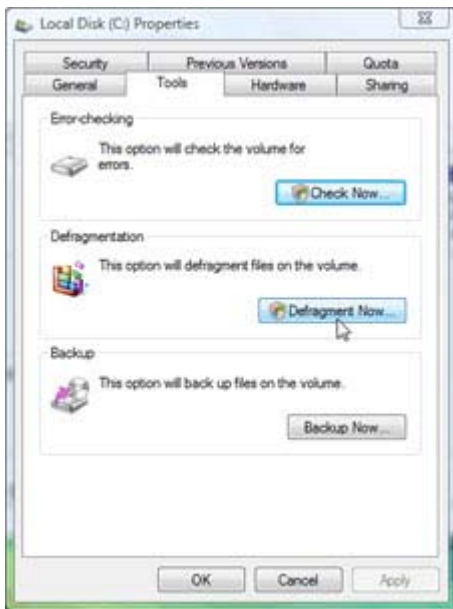 Local Disk (C:) Properties
Security
Previous Versions
Quota
General
Tools
Hardware
Sharing
Error-checking
This option will check the volume for
errors.
Check Now...
Defragmentation
This option will defragment files on the volume.
Defragment Now...
Backup
This option will back up files on the volume.
Backup Now...
OK
Cancel
Apply